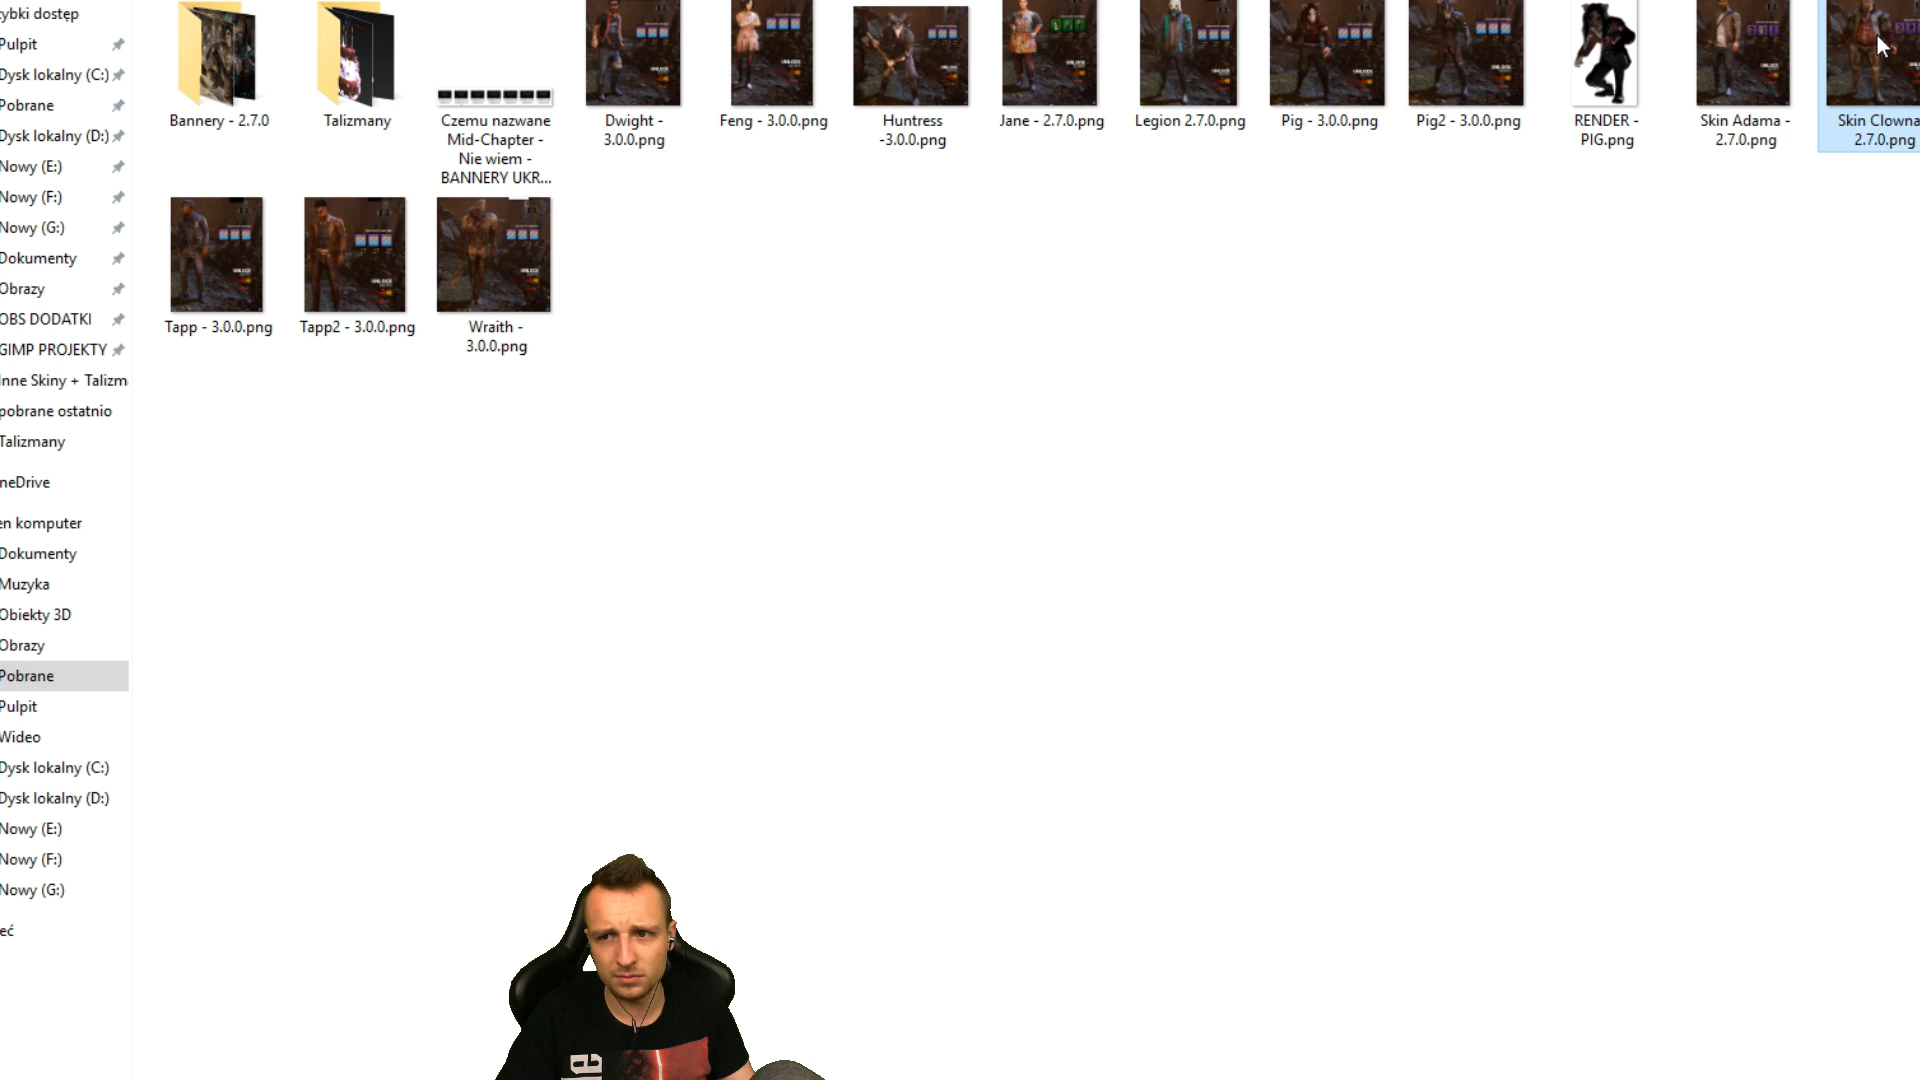 zybki dostęp
Pulpit
Dysk lokalny (C:)
Pobrane
Dysk lokalny (D:)
Nowy (E:)
Nowy (F:)
Nowy (G:)
Dokumenty
Obrazy
OBS DODATKI
GIMP PROJEKTY
Inne Skiny + Talizm
pobrane ostatnio
Talizmany
neDrive
en komputer
Dokumenty
Muzyka
Obiekty 3D
Obrazy
Pobrane
Pulpit
Wideo
Dysk lokalny (C:)
Dysk lokalny (D:)
Nowy (E:)
Nowy (F:)
Nowy (G:)
eć
Bannery - 2.7.0
Talizmany
Czemu nazwane
Mid-Chapter -
Nie wiem -
BANNERY UKR...
Dwight -
3.0.0.png
Feng - 3.0.0.png
Huntress
-3.0.0.png
Jane - 2.7.0.png
Legion 2.7.0.png
Pig - 3.0.0.png
Pig2 - 3.0.0.png
RENDER -
PIG.png
Skin Adama -
2.7.0.png
Skin Clowna
2.7.0.png
Tapp - 3.0.0.png
Tapp2 - 3.0.0.png
Wraith -
3.0.0.png